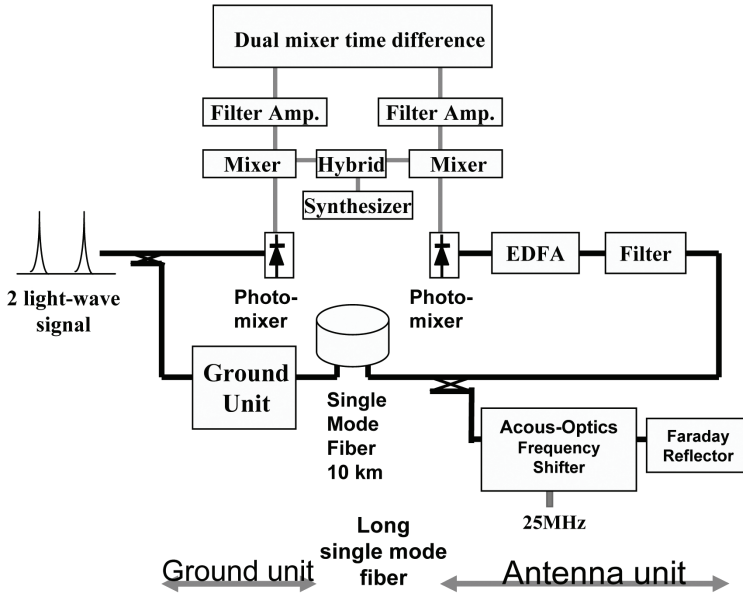 Dual mixer time difference
Filter Amp.
Filter Amp.
Mixer
Hybrid
Mixer
Synthesizer
2 light-wave
signal
Photo-
mixer
Photo-
mixer
EDFA
Filter
Ground
Unit
Single
Mode
Fiber
10 km
Acous-Optics
Frequency
Shifter
Faraday
Reflector
25MHz
Long
single mode
fiber
Ground unit
Antenna unit